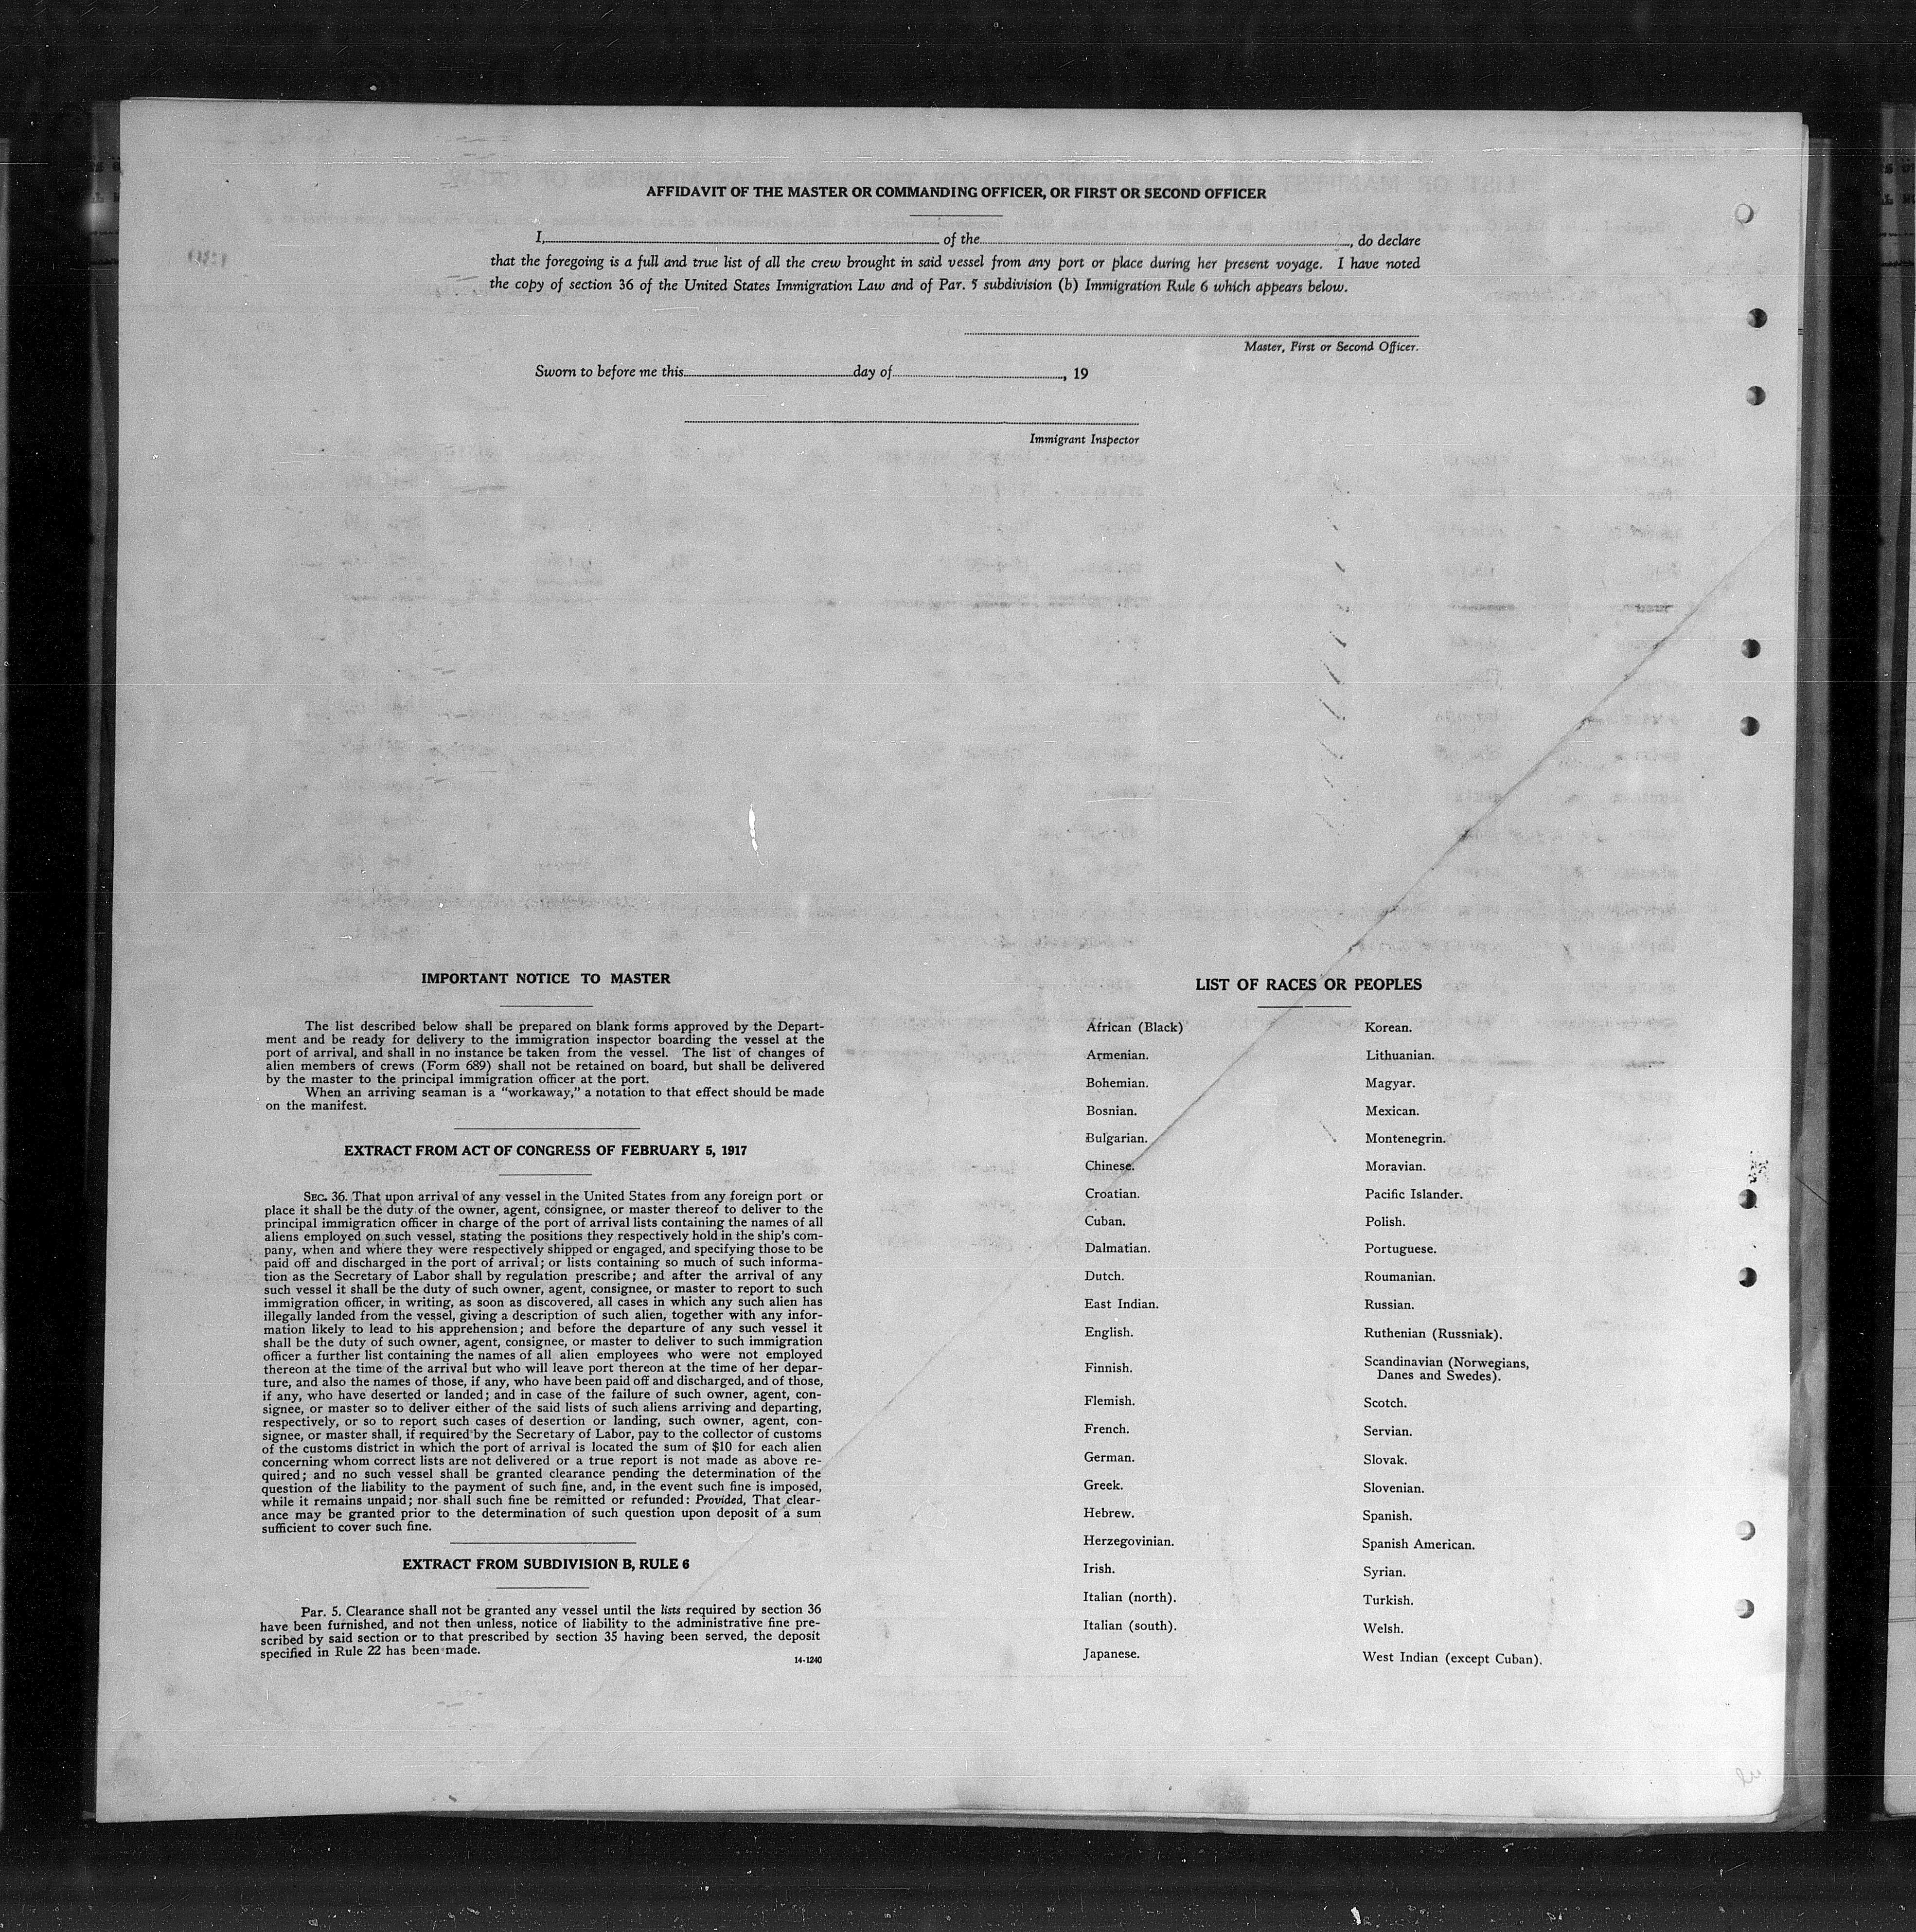 AFFIDAVIT OF THE MASTER OR COMMANDING OFFICER, OR FIRST OR SECOND OFFICER
I, of the , do declare
that the foregoing is a full and true list of all the crew brought in said vessel from any port or place during her present voyage. I have noted
the copy of section 36 of the United States Immigration Law and of Par. 5 subdivision (b) Immigration Rule 6 which appears below.
Master, First or Second Officer.
Sworn to before me this day of , 19
Immigrant Inspector
IMPORTANT NOTICE TO MASTER
The list described below shall be prepared on blank forms approved by the Depart-
ment and be ready for delivery to the immigration inspector boarding the vessel at the
port of arrival, and shall in no instance be taken from the vessel. The list of changes of
alien members of crews (Form 689) shall not be retained on board, but shall be delivered
by the master to the principal immigration officer at the port.
When an arriving seaman is a "workaway," a notation to that effect should be made
on the manifest.
EXTRACT FROM ACT OF CONGRESS OF FEBRUARY 5, 1917
SEC. 36. That upon arrival of any vessel in the United States from any foreign port or
place it shall be the duty of the owner, agent, consignee, or master thereof to deliver to the
principal immigration officer in charge of the port of arrival lists containing the names of all
aliens employed on such vessel, stating the positions they respectively hold in the ship's com-
pany, when and where they were respectively shipped or engaged, and specifying those to be
paid off and discharged in the port of arrival; or lists containing so much of such informa-
tion as the Secretary of Labor shall by regulation prescribe; and after the arrival of any
such vessel it shall be the duty of such owner, agent, consignee, or master to report to such
immigration officer, in writing, as soon as discovered, all cases in which any such alien has
illegally landed from the vessel, giving a description of such alien, together with any infor-
mation likely to lead to his apprehension; and before the departure of any such vessel it
shall be the duty of such owner, agent, consignee, or master to deliver to such immigration
officer a further list containing the names of all alien employees who were not employed
thereon at the time of the arrival but who will leave port thereon at the time of her depar-
ture, and also the names of those, if any, who have been paid off and discharged, and of those,
if any, who have deserted or landed; and in case of the failure of such owner, agent, con-
signee, or master so to deliver either of the said lists of such aliens arriving and departing,
respectively, or so to report such cases of desertion or landing, such owner, agent, con-
signee, or master shall, if required by the Secretary of Labor, pay to the collector of customs
of the customs district in which the port of arrival is located the sum of $10 for each alien
concerning whom correct lists are not delivered or a true report is not made as above re-
quired; and no such vessel shall be granted clearance pending the determination of the
question of the liability to the payment of such fine, and, in the event such fine is imposed,
while it remains unpaid; nor shall such fine be remitted or refunded: Provided, That clear-
ance may be granted prior to the determination of such question upon deposit of a sum
sufficient to cover such fine.
EXTRACT FROM SUBDIVISION B, RULE 6
Par. 5. Clearance shall not be granted any vessel until the lists required by section 36
have been furnished, and not then unless, notice of liability to the administrative fine pre-
scribed by said section or to that prescribed by section 35 having been served, the deposit
specified in Rule 22 has been made.
14-1240
LIST OF RACES OR PEOPLES
African (Black)
Armenian.
Bohemian.
Bosnian.
Bulgarian.
Chinese.
Croatian.
Cuban.
Dalmatian.
Dutch.
East Indian.
English.
Finnish.
Flemish.
French.
German.
Greek.
Hebrew.
Herzegovinian.
Irish.
Italian (north).
Italian (south).
Japanese.
Korean.
Lithuanian.
Magyar.
Mexican.
Montenegrin.
Moravian.
Pacific Islander.
Polish.
Portuguese.
Roumanian.
Russian.
Ruthenian (Russniak).
Scandinavian (Norwegians,
Danes and Swedes).
Scotch.
Servian.
Slovak.
Slovenian.
Spanish.
Spanish American.
Syrian.
Turkish.
Welsh.
West Indian (except Cuban).